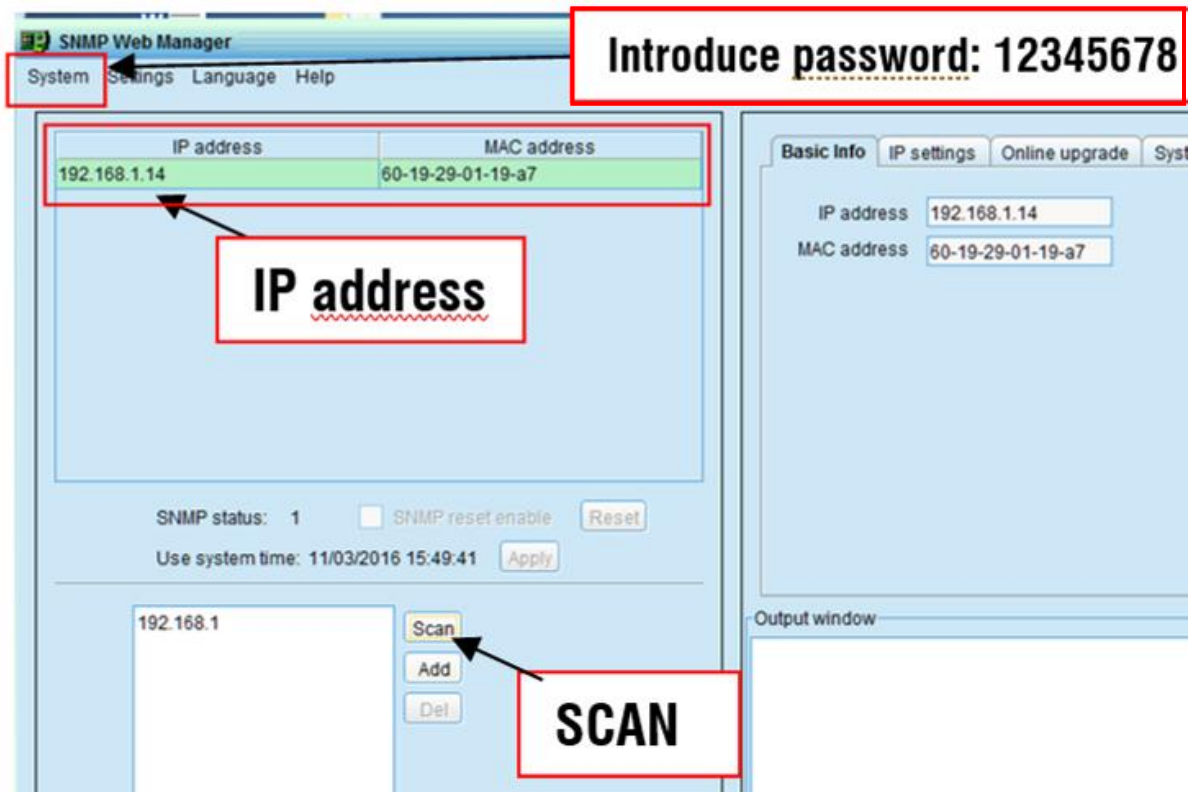 SNMP Web Manager
Introduce password: 12345678
System Settings Language Help
IP address MAC address
192.168.1.14 60-19-29-01-19-a7
IP address
SNMP status: 1 SNMP reset enable Reset
Use system time: 11/03/2016 15:49:41 Apply
192.168.1
Scan
Add
Del
SCAN
Basic Info IP settings Online upgrade Syst
IP address 192.168.1.14
MAC address 60-19-29-01-19-a7
Output window